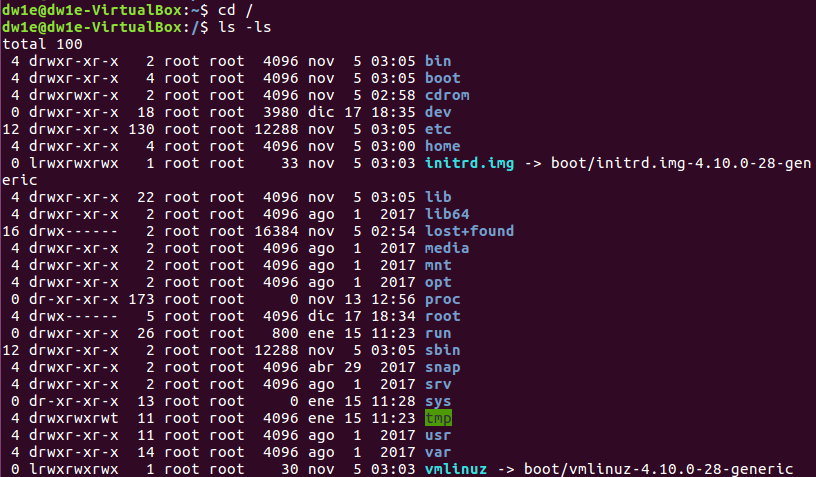 dw1e@dw1e-VirtualBox:~$ cd /
dw1e@dw1e-VirtualBox:/$ ls -ls
total 100
 4 drwxr-xr-x   2 root root  4096 nov  5 03:05 bin
 4 drwxr-xr-x   4 root root  4096 nov  5 03:05 boot
 4 drwxrwxr-x   2 root root  4096 nov  5 02:58 cdrom
 0 drwxr-xr-x  18 root root  3980 dic 17 18:35 dev
12 drwxr-xr-x 130 root root 12288 nov  5 03:05 etc
 4 drwxr-xr-x   4 root root  4096 nov  5 03:00 home
 0 lrwxrwxrwx   1 root root    33 nov  5 03:03 initrd.img -> boot/initrd.img-4.10.0-28-gen
eric
 4 drwxr-xr-x  22 root root  4096 nov  5 03:05 lib
 4 drwxr-xr-x   2 root root  4096 ago  1  2017 lib64
16 drwx------   2 root root 16384 nov  5 02:54 lost+found
 4 drwxr-xr-x   2 root root  4096 ago  1  2017 media
 4 drwxr-xr-x   2 root root  4096 ago  1  2017 mnt
 4 drwxr-xr-x   2 root root  4096 ago  1  2017 opt
 0 dr-xr-xr-x 173 root root     0 nov 13 12:56 proc
 4 drwx------   5 root root  4096 dic 17 18:34 root
 0 drwxr-xr-x  26 root root   800 ene 15 11:23 run
12 drwxr-xr-x   2 root root 12288 nov  5 03:05 sbin
 4 drwxr-xr-x   2 root root  4096 abr 29  2017 snap
 4 drwxr-xr-x   2 root root  4096 ago  1  2017 srv
 0 dr-xr-xr-x  13 root root     0 ene 15 11:28 sys
 4 drwxrwxrwt  11 root root  4096 ene 15 11:23 tmp
 4 drwxr-xr-x  11 root root  4096 ago  1  2017 usr
 4 drwxr-xr-x  14 root root  4096 ago  1  2017 var
 0 lrwxrwxrwx   1 root root    30 nov  5 03:03 vmlinuz -> boot/vmlinuz-4.10.0-28-generic